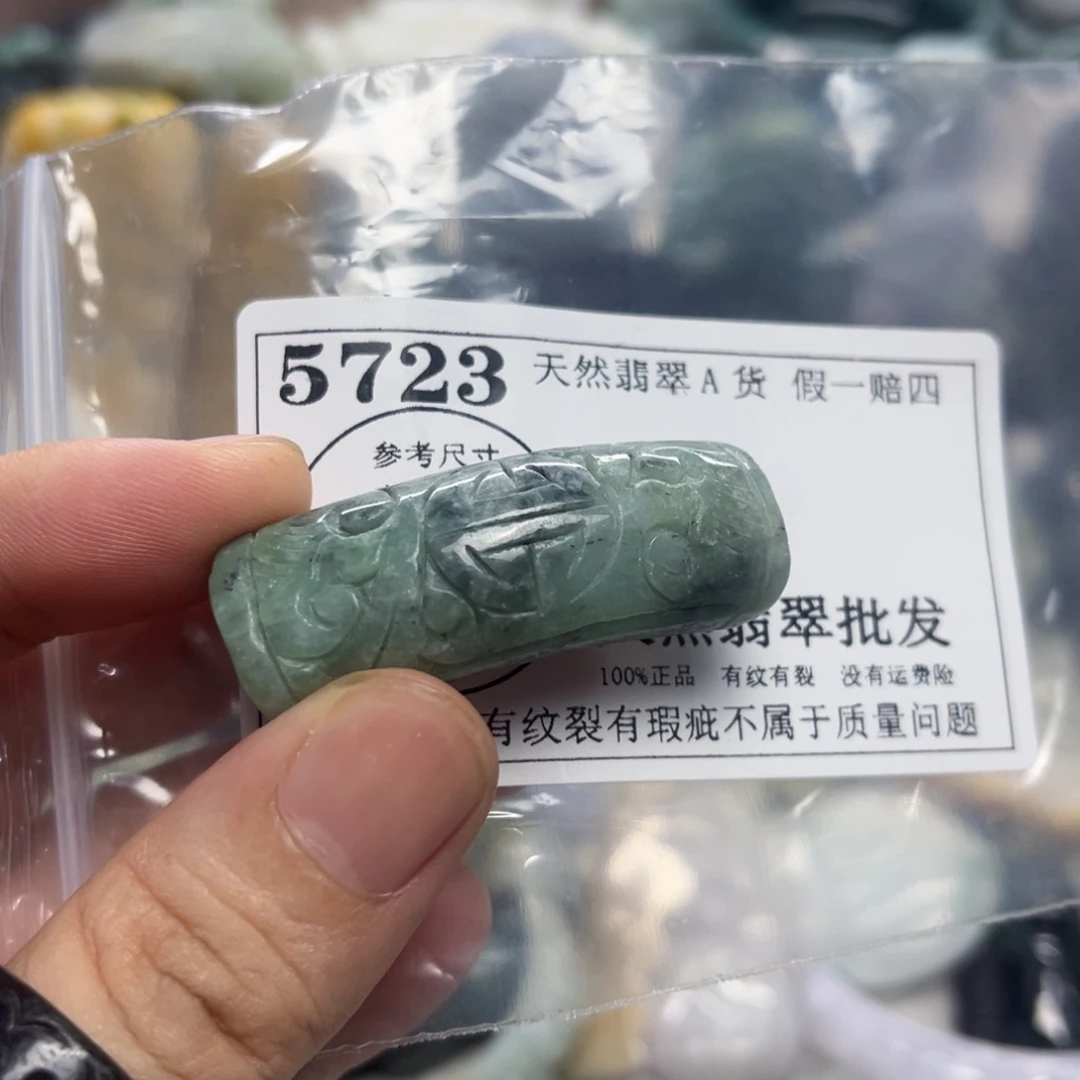 5723 天然翡翠A货 假一赔四
参考尺寸
翡翠批发
100%正品 有纹有裂 没有运费险
有纹裂有瑕疵不属于质量问题